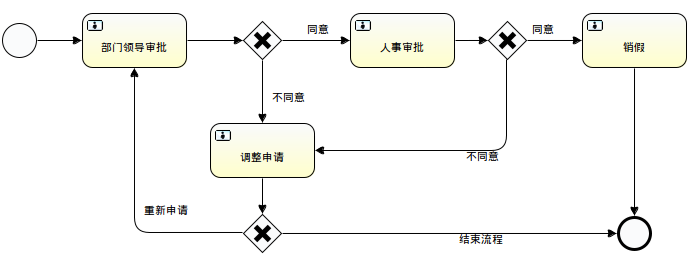 部门领导审批
同意
人事审批
同意
销假
不同意
调整申请
不同意
重新申请
结束流程